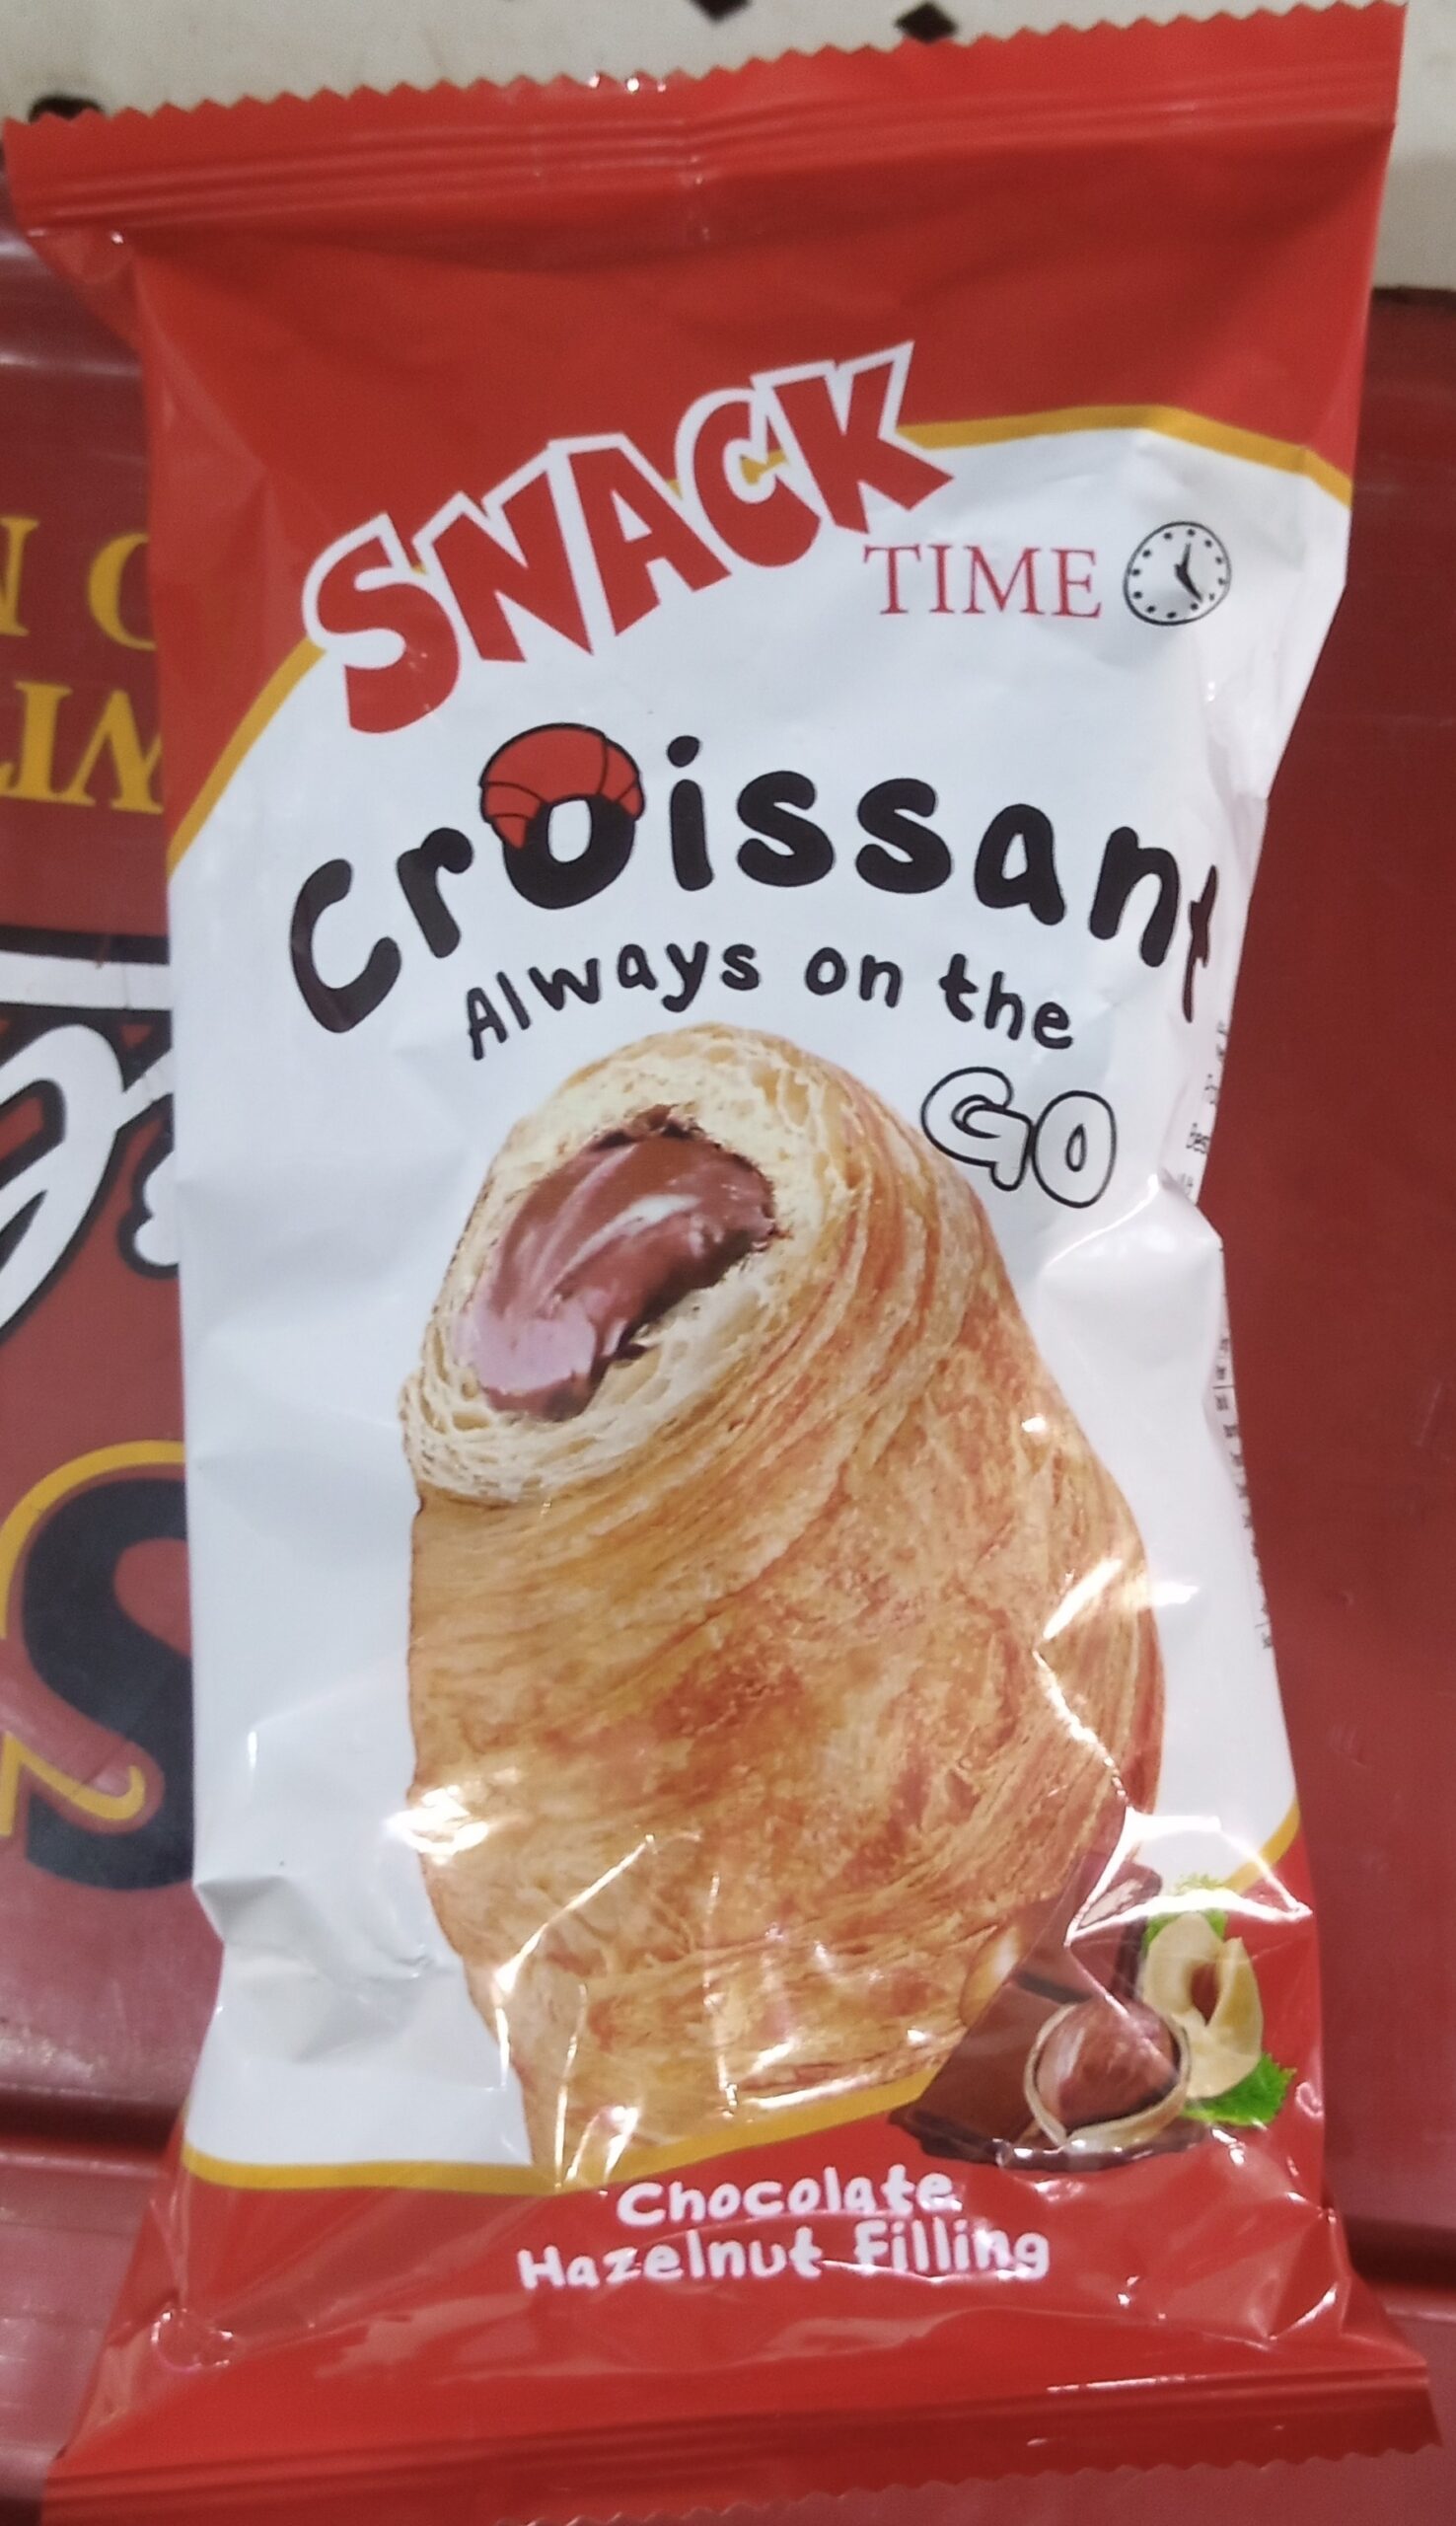 SNACK
TIME
Croissant
Always on the
GO
Chocolate
Hazelnut Filling